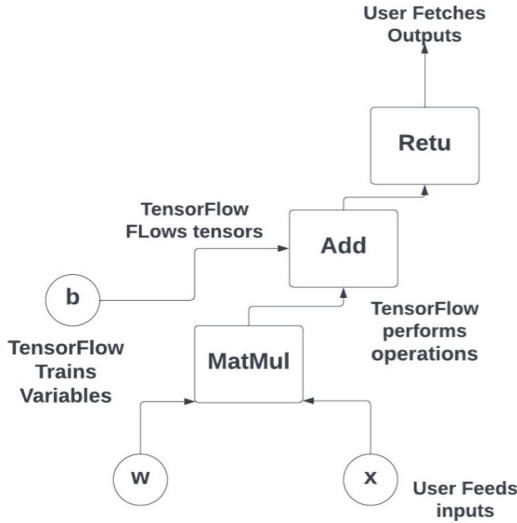 User Fetches
Outputs
Retu
TensorFlow
FLows tensors
Add
b
TensorFlow
performs
operations
TensorFlow
Trains
Variables
MatMul
w
x
User Feeds
inputs